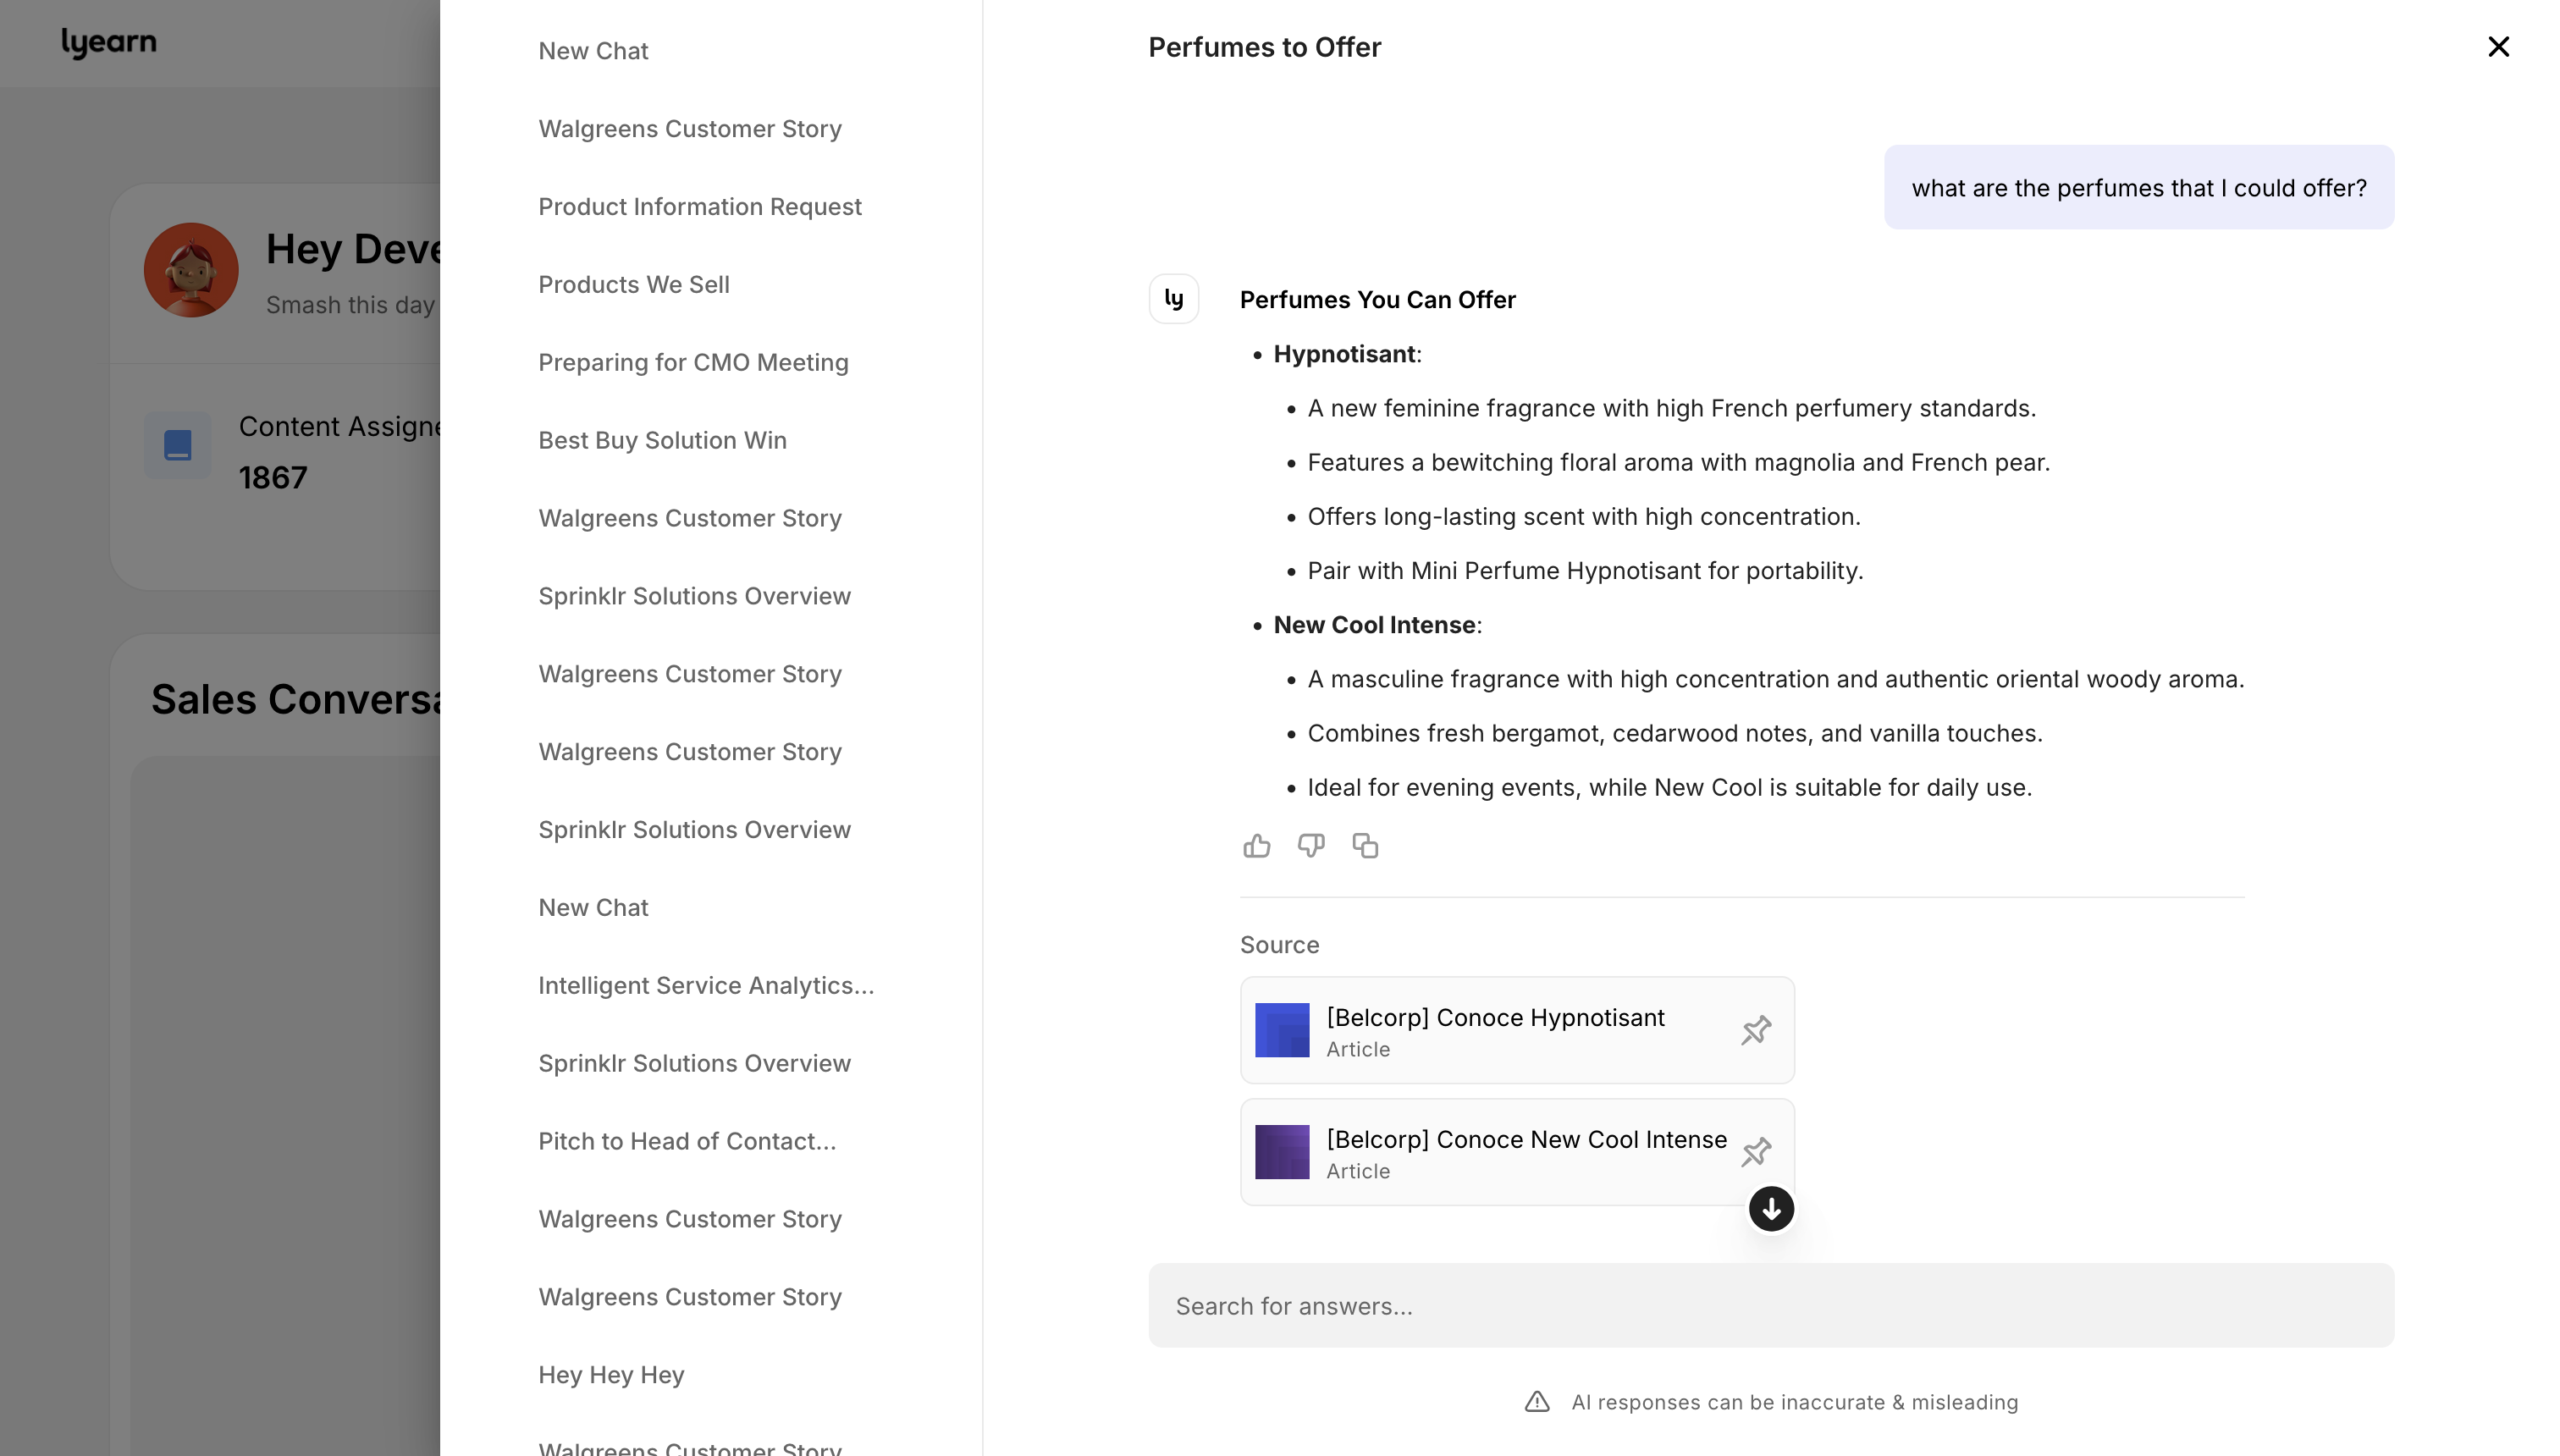 lyearn
Hey Deve
Smash this day
Content Assigne
1867
Sales Conversa
New Chat
Walgreens Customer Story
Product Information Request
Products We Sell
Preparing for CMO Meeting
Best Buy Solution Win
Walgreens Customer Story
Sprinklr Solutions Overview
Walgreens Customer Story
Walgreens Customer Story
Sprinklr Solutions Overview
New Chat
Intelligent Service Analytics...
Sprinklr Solutions Overview
Pitch to Head of Contact...
Walgreens Customer Story
Walgreens Customer Story
Hey Hey Hey
Walgreens Customer Story
Perfumes to Offer
what are the perfumes that I could offer?
ly
Perfumes You Can Offer
• Hypnotisant:
• A new feminine fragrance with high French perfumery standards.
• Features a bewitching floral aroma with magnolia and French pear.
• Offers long-lasting scent with high concentration.
• Pair with Mini Perfume Hypnotisant for portability.
• New Cool Intense:
• A masculine fragrance with high concentration and authentic oriental woody aroma.
• Combines fresh bergamot, cedarwood notes, and vanilla touches.
• Ideal for evening events, while New Cool is suitable for daily use.
Source
[Belcorp] Conoce Hypnotisant
Article
[Belcorp] Conoce New Cool Intense
Article
Search for answers...
AI responses can be inaccurate & misleading